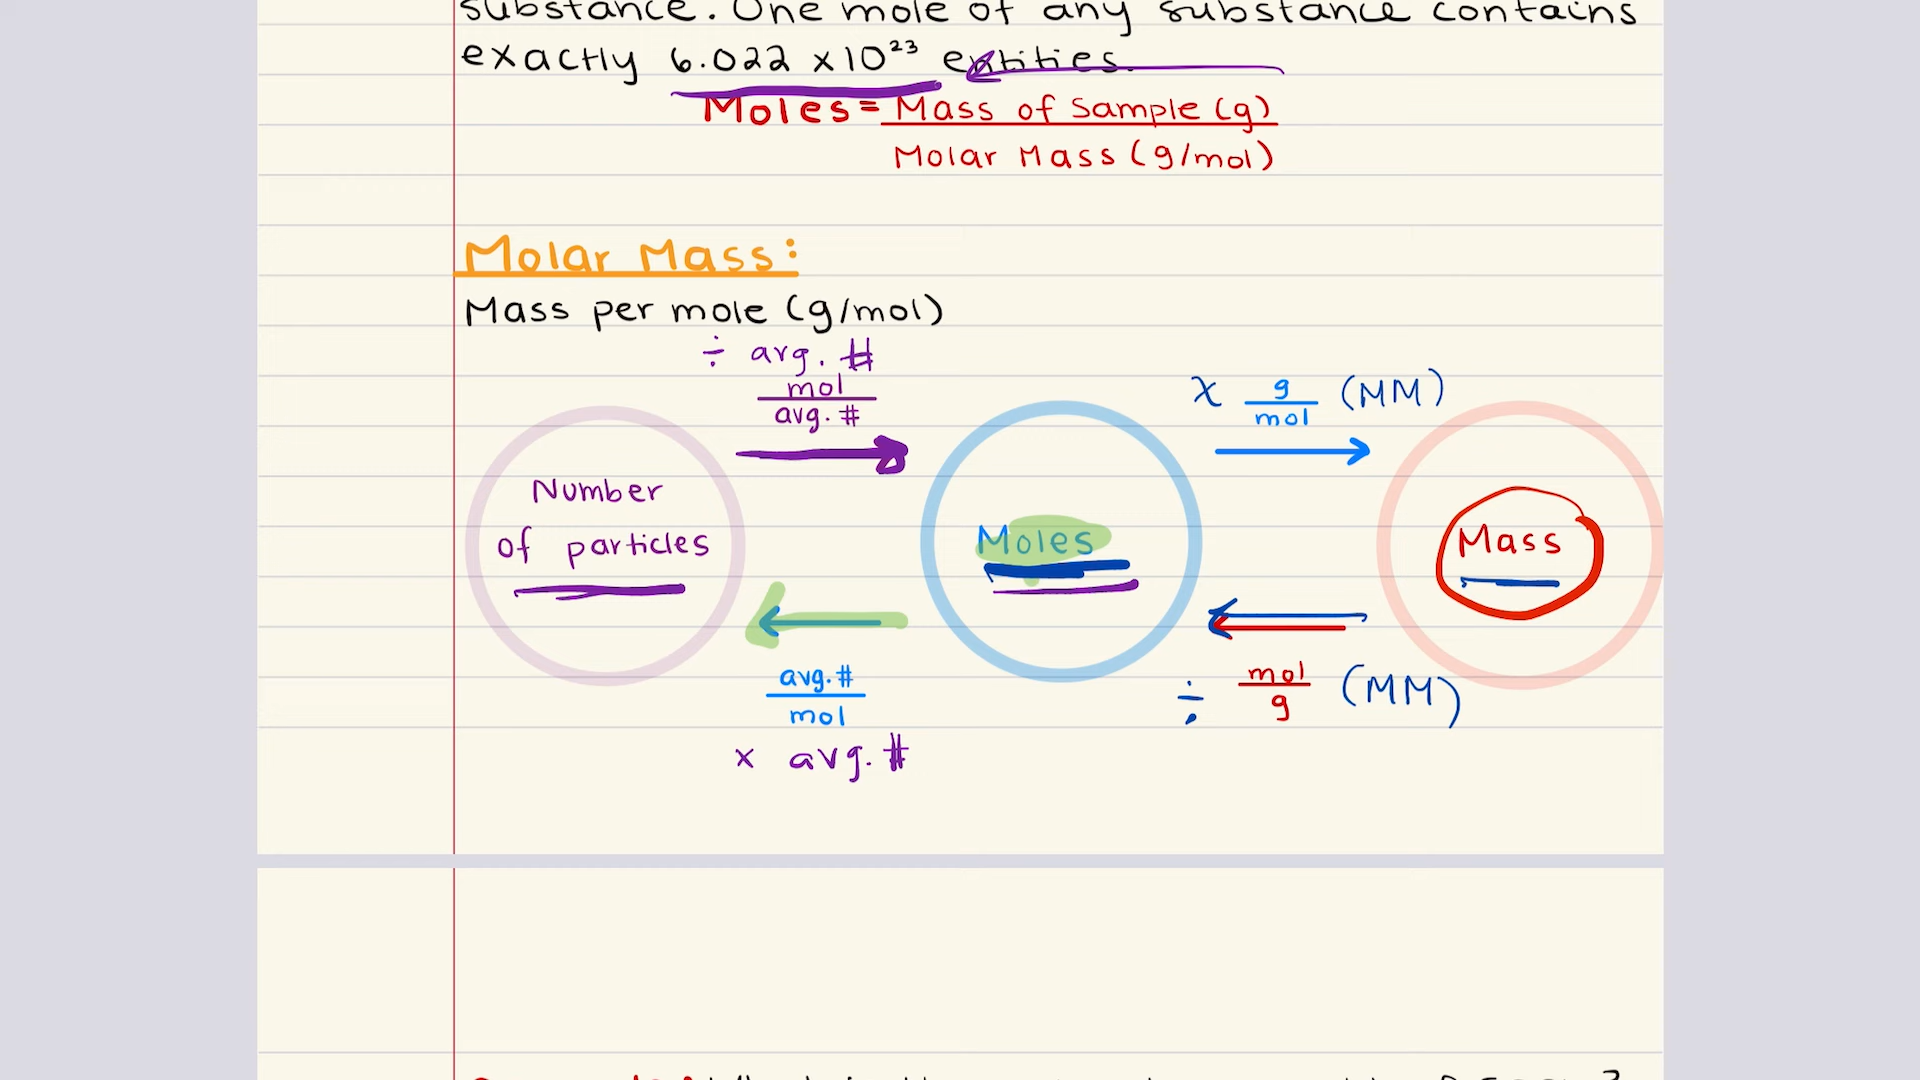 substance. One mole of any substance contains
exactly 6.022 x10²³ entities.
Moles = Mass of Sample (g)
Molar Mass (g/mol)
Molar Mass:
Mass per mole (g/mol)
÷ avg. #
mol
avg. #
x g (MM)
mol
Number
of particles
Moles
Mass
avg. #
mol
x avg. #
÷ mol (MM)
g